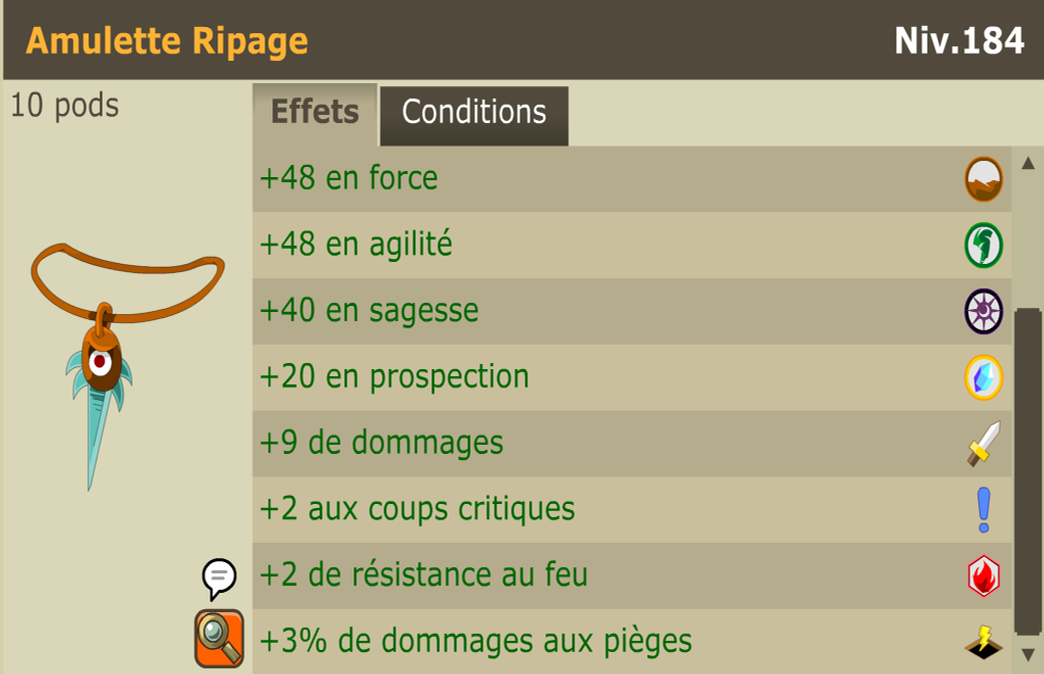 Amulette Ripage
Niv.184
10 pods
Effets
Conditions
+48 en force
+48 en agilité
+40 en sagesse
+20 en prospection
+9 de dommages
+2 aux coups critiques
+2 de résistance au feu
+3% de dommages aux pièges